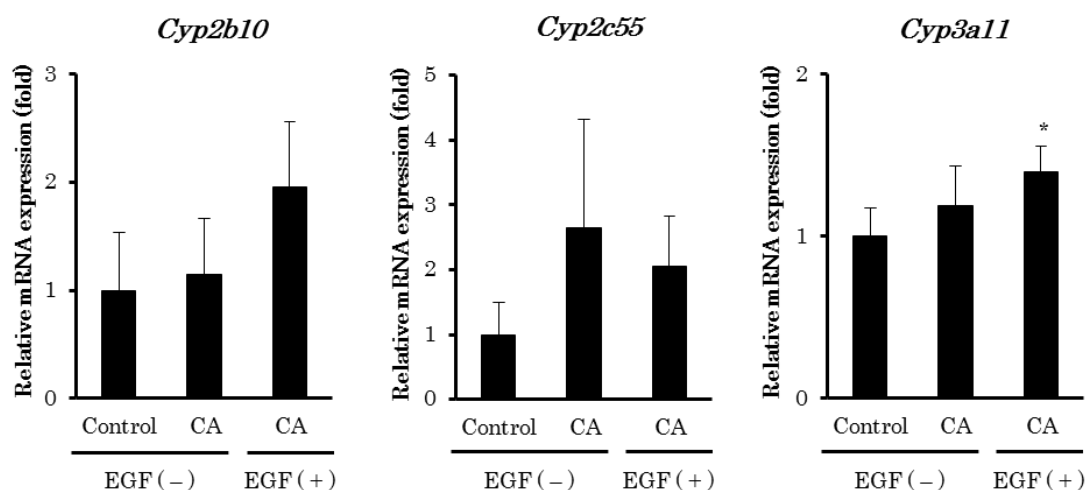 Cyp2b10
Relative mRNA expression (fold)
3
2
1
0
Control CA CA
EGF (−) EGF (+)
Cyp2c55
Relative mRNA expression (fold)
5
4
3
2
1
0
Control CA CA
EGF (−) EGF (+)
Cyp3a11
Relative mRNA expression (fold)
2
1
0
*
Control CA CA
EGF (−) EGF (+)